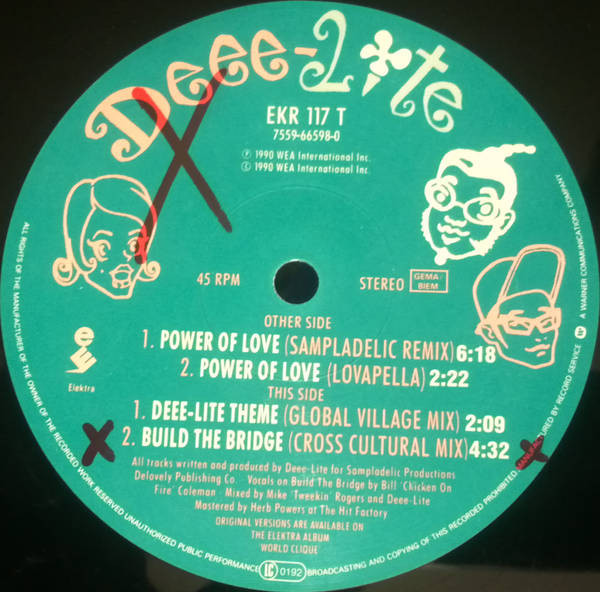 Deee-Lite
EKR 117 T
7559-66598-0
Ⓟ 1990 WEA International Inc.
© 1990 WEA International Inc.
45 RPM
STEREO
GEMA/
BIEM
e
Elektra
OTHER SIDE
1. POWER OF LOVE (SAMPLADELIC REMIX) 6:18
2. POWER OF LOVE (LOVAPELLA) 2:22
THIS SIDE
1. DEEE-LITE THEME (GLOBAL VILLAGE MIX) 2:09
2. BUILD THE BRIDGE (CROSS CULTURAL MIX) 4:32
All tracks written and produced by Deee-Lite for Sampladelic Productions
Delovely Publishing Co Vocals on Build The Bridge by Bill 'Chicken On
Fire' Coleman · Mixed by Mike 'Tweekin' Rogers and Deee-Lite
Mastered by Herb Powers at The Hit Factory
ORIGINAL VERSIONS ARE AVAILABLE ON
THE ELEKTRA ALBUM
'WORLD CLIQUE'
ALL RIGHTS OF THE MANUFACTURER OF THE OWNER OF THE RECORDED WORK RESERVED UNAUTHORIZED PUBLIC PERFORMANCE LC 0192 BROADCASTING AND COPYING OF THIS RECORD PROHIBITED. MANUFACTURED BY RECORD SERVICE A WARNER COMMUNICATIONS COMPANY